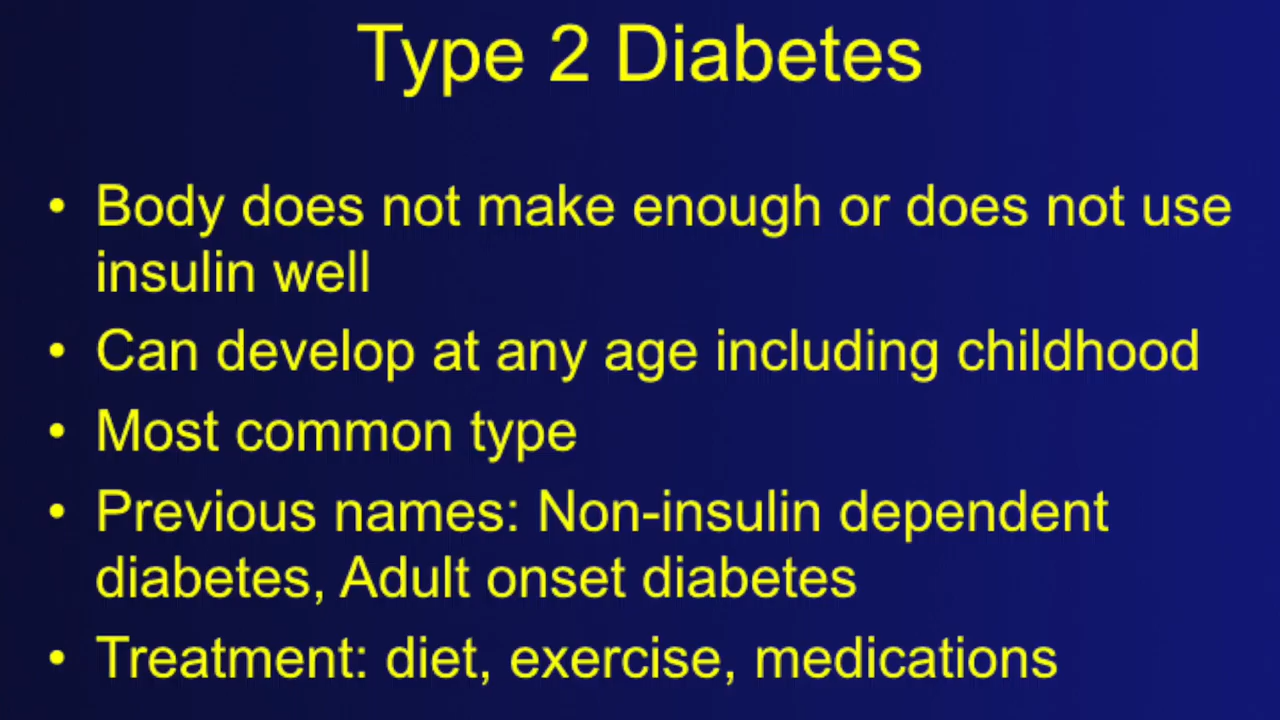 Type 2 Diabetes
• Body does not make enough or does not use
insulin well
• Can develop at any age including childhood
• Most common type
• Previous names: Non-insulin dependent
diabetes, Adult onset diabetes
• Treatment: diet, exercise, medications